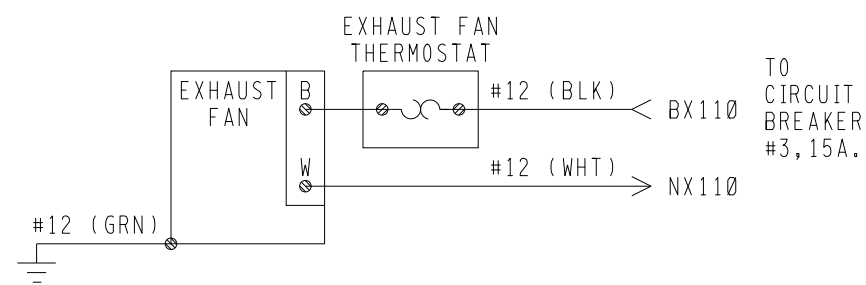 EXHAUST FAN
THERMOSTAT
EXHAUST
FAN
B
W
#12 (BLK)
BX110
#12 (WHT)
NX110
TO
CIRCUIT
BREAKER
#3,15A.
#12 (GRN)